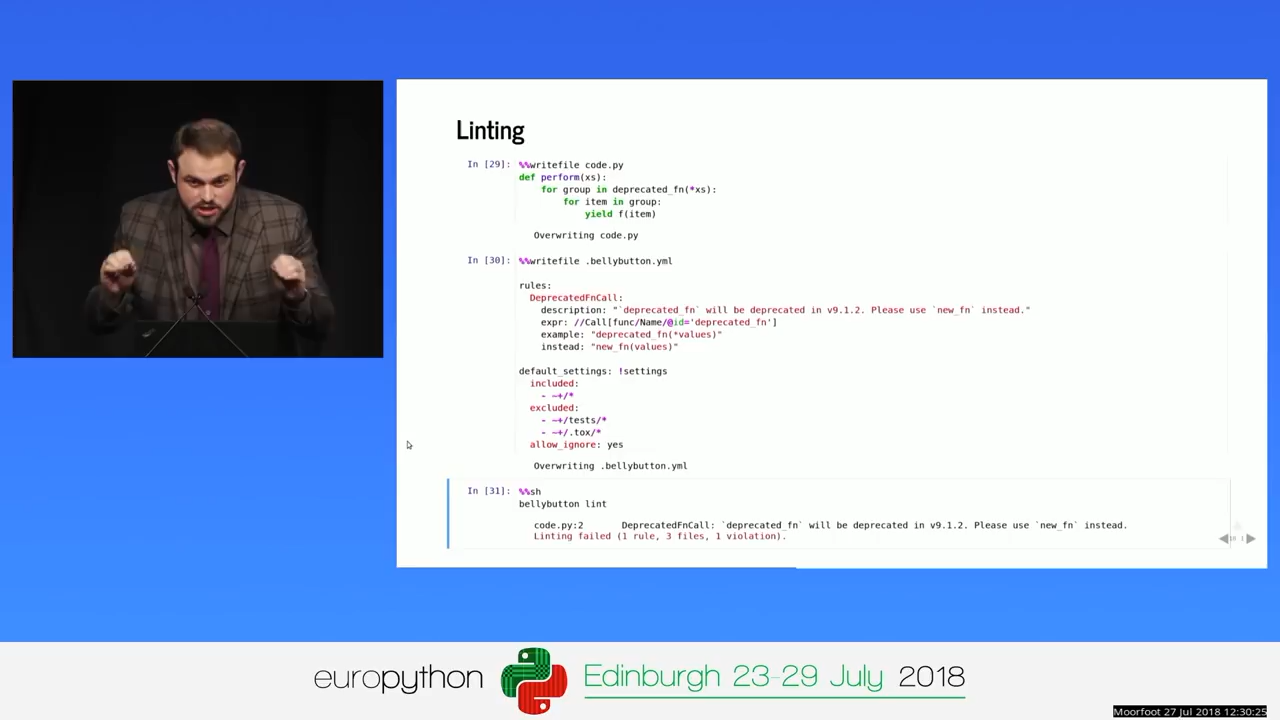 Linting
In [29]: %%writefile code.py
def perform(xs):
    for group in deprecated_fn(*xs):
        for item in group:
            yield f(item)
Overwriting code.py
In [30]: %%writefile .bellybutton.yml
rules:
  DeprecatedFnCall:
    description: "`deprecated_fn` will be deprecated in v9.1.2. Please use `new_fn` instead."
    expr: //Call[func/Name/@id='deprecated_fn']
    example: "deprecated_fn(*values)"
    instead: "new_fn(values)"
default_settings: !settings
  included:
    - ~+/*
  excluded:
    - ~+/tests/*
    - ~+/.tox/*
  allow_ignore: yes
Overwriting .bellybutton.yml
In [31]: %%sh
bellybutton lint
code.py:2 DeprecatedFnCall: `deprecated_fn` will be deprecated in v9.1.2. Please use `new_fn` instead.
Linting failed (1 rule, 3 files, 1 violation).
europython Edinburgh 23-29 July 2018
Moorfoot 27 Jul 2018 12:30:25